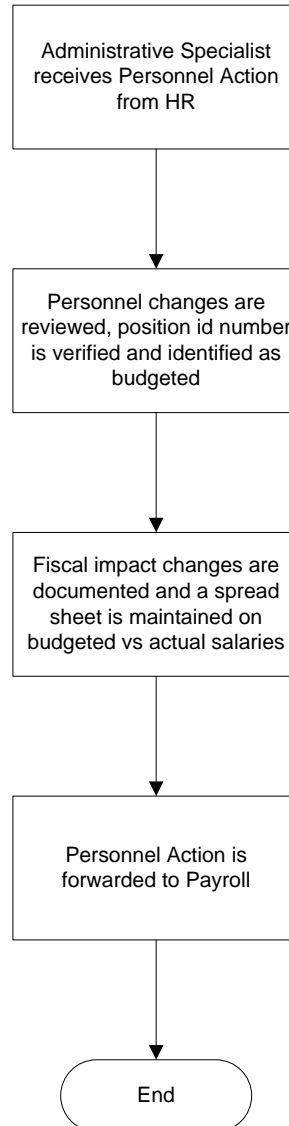 Administrative Specialist
receives Personnel Action
from HR
Personnel changes are
reviewed, position id number
is verified and identified as
budgeted
Fiscal impact changes are
documented and a spread
sheet is maintained on
budgeted vs actual salaries
Personnel Action is
forwarded to Payroll
End